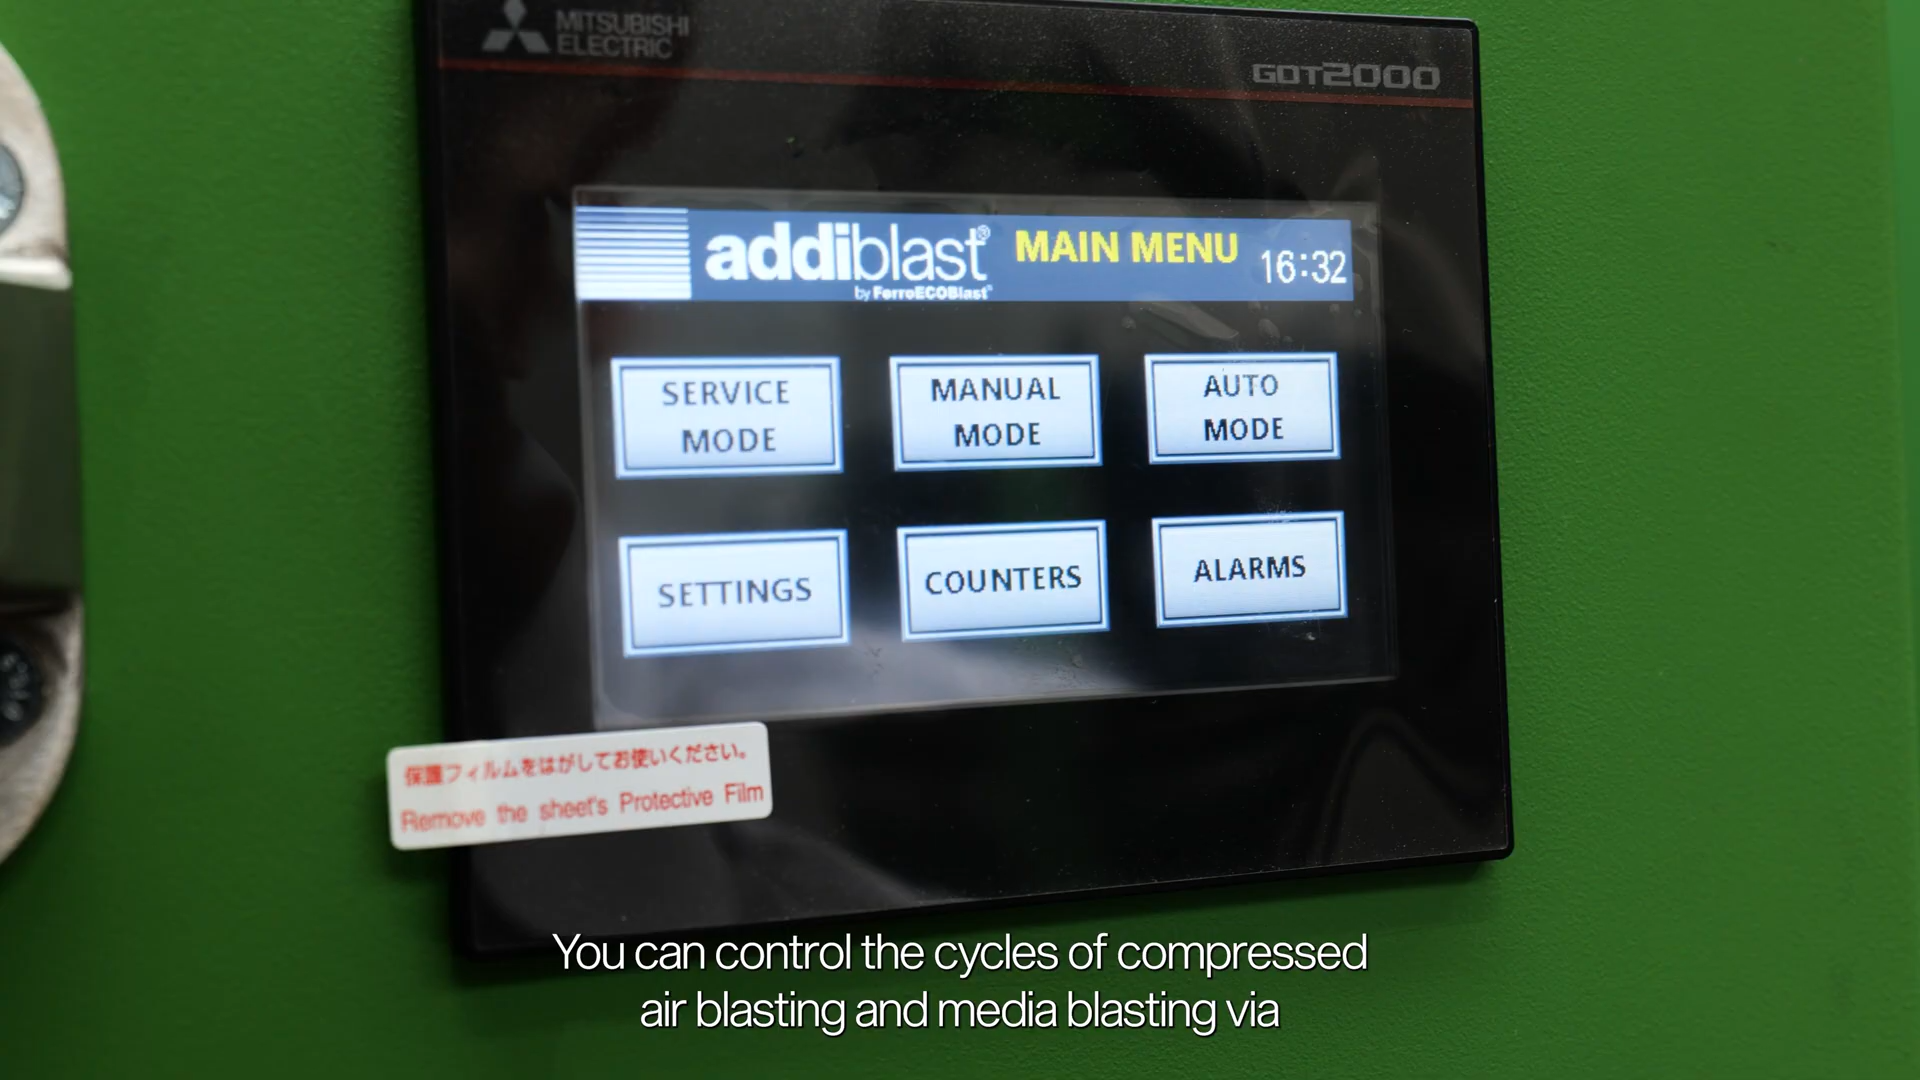 MITSUBISHI
ELECTRIC
GOT2000
addiblast® MAIN MENU 16:32
by FerroECOBlast®
SERVICE
MODE
MANUAL
MODE
AUTO
MODE
SETTINGS
COUNTERS
ALARMS
保護フィルムをはがしてお使いください。
Remove the sheet's Protective Film
You can control the cycles of compressed
air blasting and media blasting via